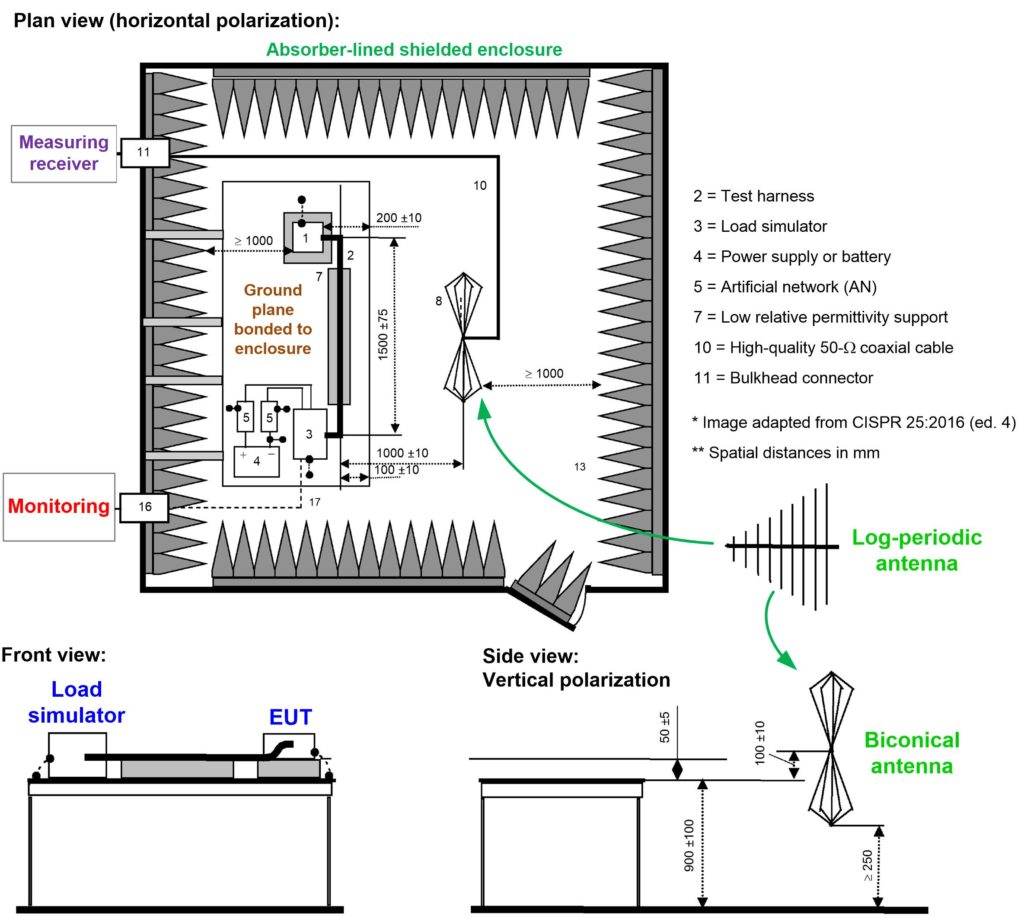 Plan view (horizontal polarization):
Absorber-lined shielded enclosure
Measuring
receiver
11
10
200 ±10
≥ 1000
1
2
7
Ground
plane
bonded to
enclosure
1500 ±75
8
≥ 1000
5
5
3
+
−
4
1000 ±10
100 ±10
13
Monitoring
16
17
2 = Test harness
3 = Load simulator
4 = Power supply or battery
5 = Artificial network (AN)
7 = Low relative permittivity support
10 = High-quality 50-Ω coaxial cable
11 = Bulkhead connector
* Image adapted from CISPR 25:2016 (ed. 4)
** Spatial distances in mm
Log-periodic
antenna
Front view:
Load
simulator
EUT
Side view:
Vertical polarization
50 ±5
100 ±10
900 ±100
≥ 250
Biconical
antenna